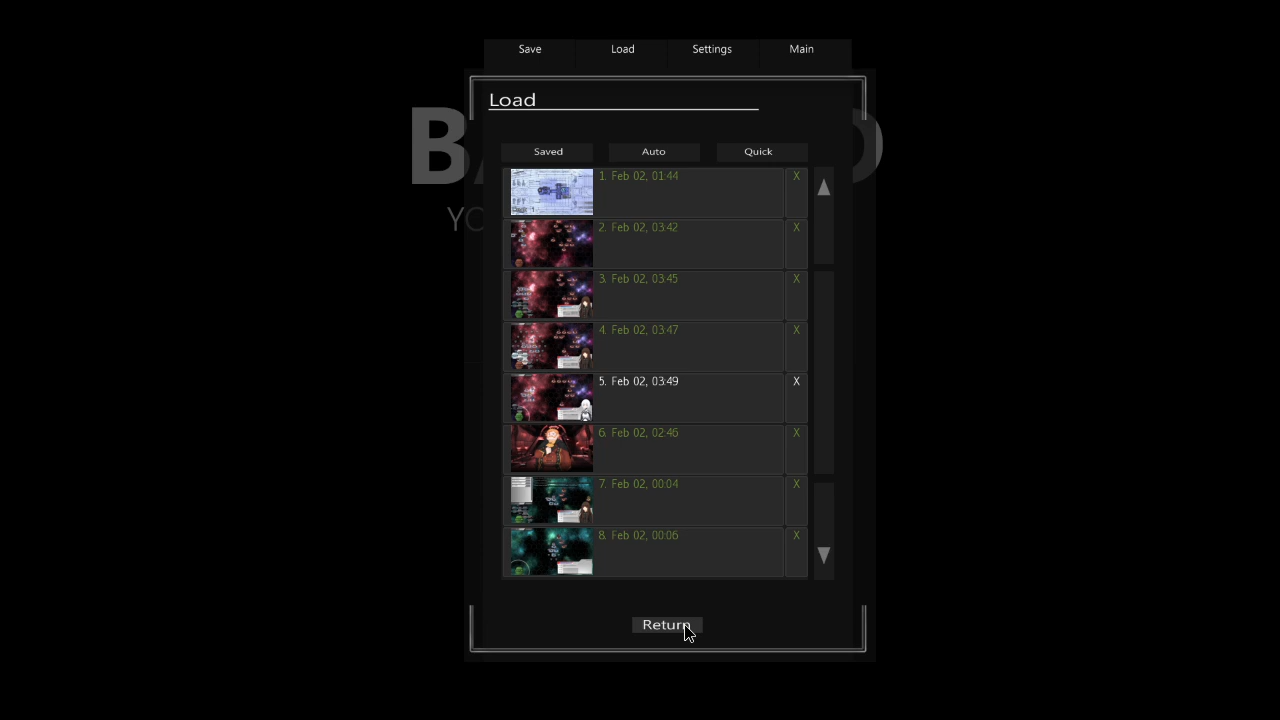 Save Load Settings Main
Load
Saved Auto Quick
1. Feb 02, 01:44 X
2. Feb 02, 03:42 X
3. Feb 02, 03:45 X
4. Feb 02, 03:47 X
5. Feb 02, 03:49 X
6. Feb 02, 02:46 X
7. Feb 02, 00:04 X
8. Feb 02, 00:06 X
Return